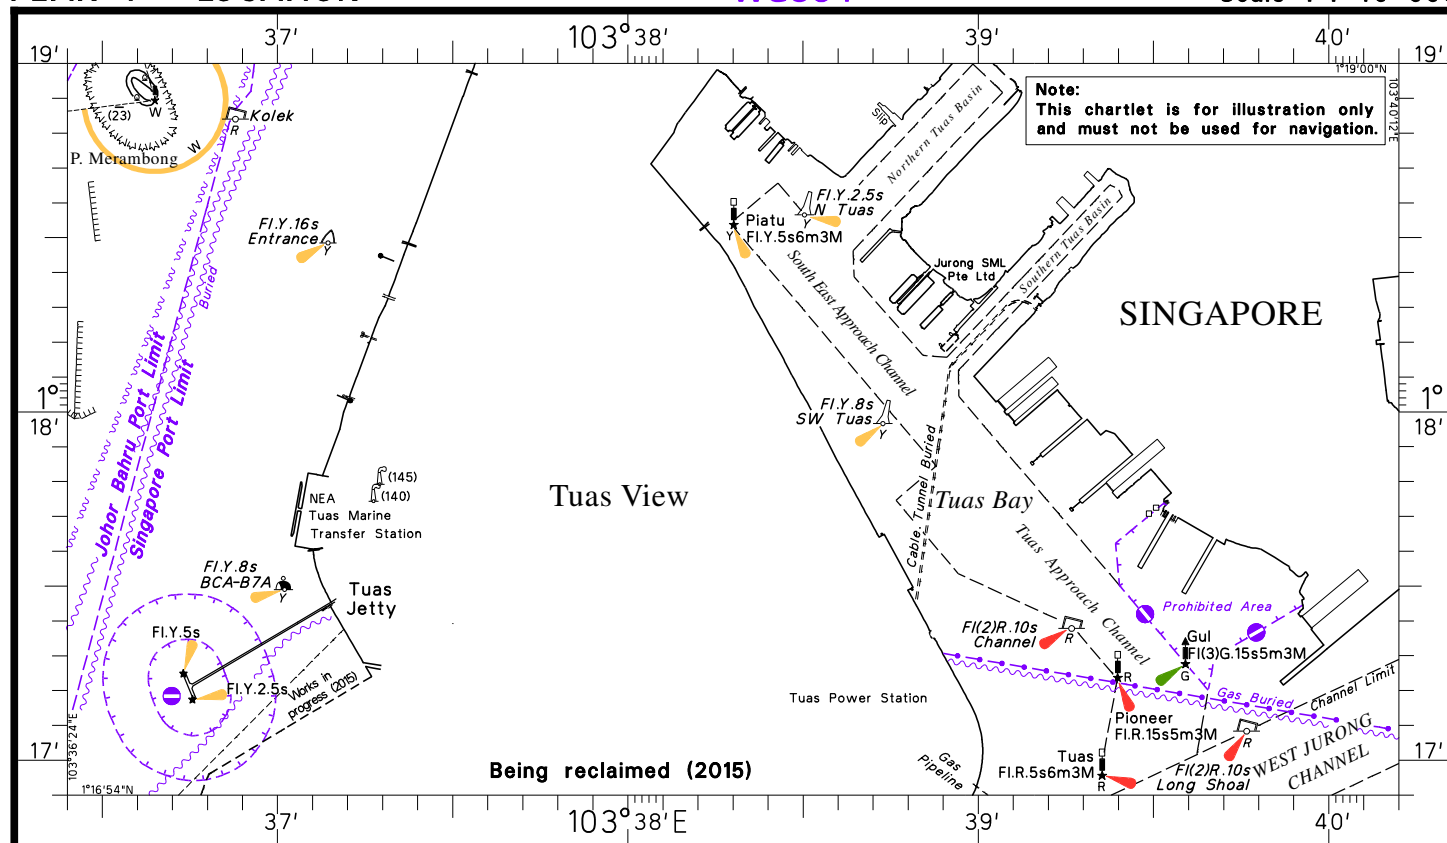 37'
103°38'
39'
40'
19'
19'
1°19'00"N
103°40'12"E
Note:
This chartlet is for illustration only
and must not be used for navigation.
(23)
W
W
R
Kolek
P. Merambong
Slip
Northern Tuas Basin
Fl.Y.2.5s
N Tuas
Y
Piatu
Fl.Y.5s6m3M
Y
Fl.Y.16s
Entrance
Y
Buried
South East Approach Channel
Jurong SML
Pte Ltd
Southern Tuas Basin
SINGAPORE
Johor Bahru Port Limit
Singapore Port Limit
1°
18'
1°
18'
Fl.Y.8s
SW Tuas
Y
(145)
(140)
NEA
Tuas Marine
Transfer Station
Tuas View
Cable Tunnel Buried
Tuas Bay
Tuas Approach Channel
Fl.Y.8s
BCA-B7A
Y
Tuas
Jetty
Fl.Y.5s
Fl.Y.2.5s
Works in
progress (2015)
Prohibited Area
Fl(2)R.10s
Channel
R
Gul
Fl(3)G.15s5m3M
G
R
Pioneer
Fl.R.15s5m3M
Gas Buried
Channel Limit
Tuas Power Station
Tuas
Fl.R.5s6m3M
R
R
Fl(2)R.10s
Long Shoal
WEST JURONG
CHANNEL
Gas
Pipeline
Being reclaimed (2015)
17'
17'
103°36'24"E
1°16'54"N
37'
103°38'E
39'
40'